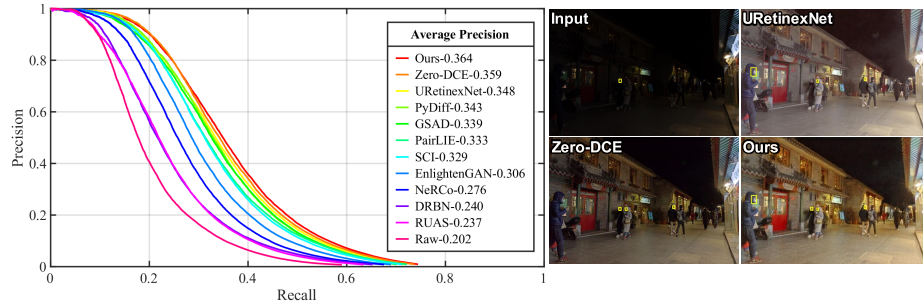 Precision
1
0.8
0.6
0.4
0.2
0
0
0.2
0.4
0.6
0.8
1
Recall
Average Precision
Ours-0.364
Zero-DCE-0.359
URetinexNet-0.348
PyDiff-0.343
GSAD-0.339
PairLIE-0.333
SCI-0.329
EnlightenGAN-0.306
NeRCo-0.276
DRBN-0.240
RUAS-0.237
Raw-0.202
Input
URetinexNet
Zero-DCE
Ours